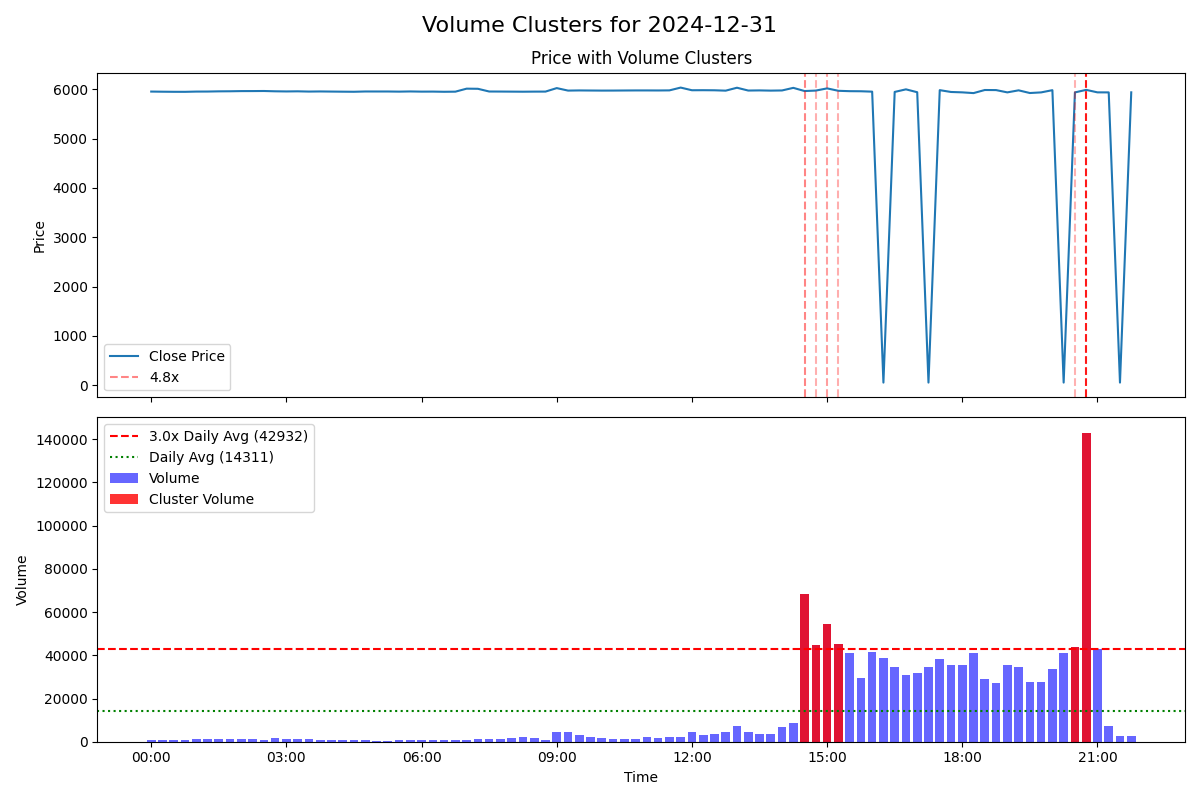 Volume Clusters for 2024-12-31
Price with Volume Clusters
6000
5000
4000
3000
2000
1000
0
Price
Close Price
4.8x
140000
120000
100000
80000
60000
40000
20000
0
Volume
3.0x Daily Avg (42932)
Daily Avg (14311)
Volume
Cluster Volume
00:00 03:00 06:00 09:00 12:00 15:00 18:00 21:00
Time